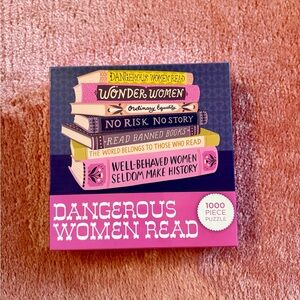 DANGEROUS WOMEN READ
WONDER WOMEN
Ordinary Equality
NO RISK NO STORY
READ BANNED BOOKS
THE WORLD BELONGS TO THOSE WHO READ
WELL-BEHAVED WOMEN
SELDOM MAKE HISTORY
DANGEROUS
WOMEN READ
1000
PIECE
PUZZLE